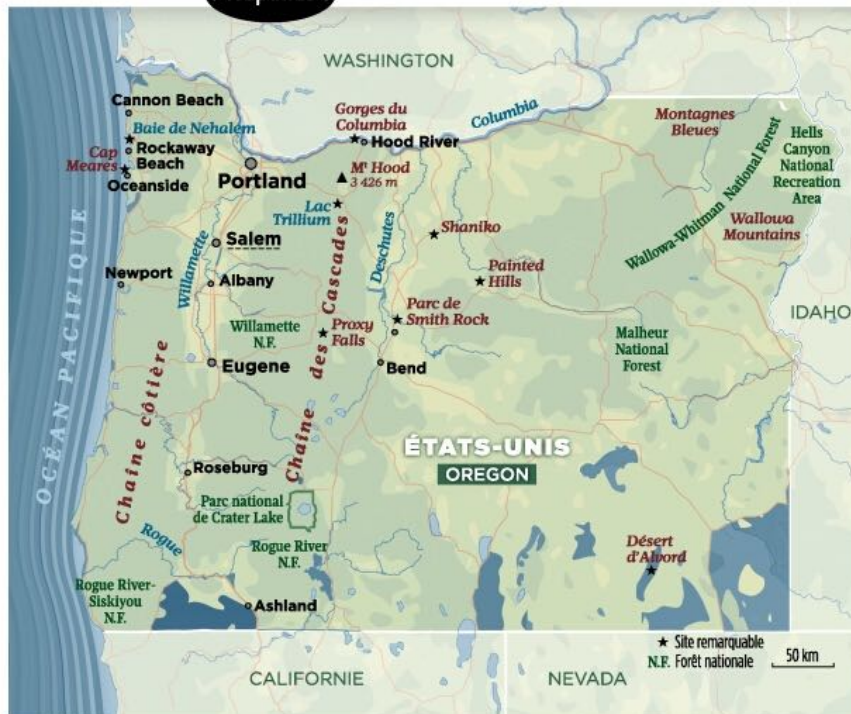 WASHINGTON
Cannon Beach
Baie de Nehalem
Rockaway
Beach
Cap
Meares
Oceanside
Portland
Gorges du
Columbia
Columbia
Hood River
Mt Hood
3 426 m
Lac
Trillium
Montagnes
Bleues
Hells
Canyon
National
Recreation
Area
Wallowa-Whitman National Forest
Wallowa
Mountains
Willamette
Salem
Deschutes
Shaniko
Newport
Albany
Painted
Hills
IDAHO
OCÉAN PACIFIQUE
Willamette
N.F.
Proxy
Falls
Parc de
Smith Rock
Malheur
National
Forest
Eugene
Bend
Chaîne côtière
Chaîne des Cascades
ÉTATS-UNIS
OREGON
Roseburg
Parc national
de Crater Lake
Rogue
Rogue River
N.F.
Désert
d'Alvord
Rogue River-
Siskiyou
N.F.
Ashland
★ Site remarquable
N.F. Forêt nationale
50 km
CALIFORNIE
NEVADA